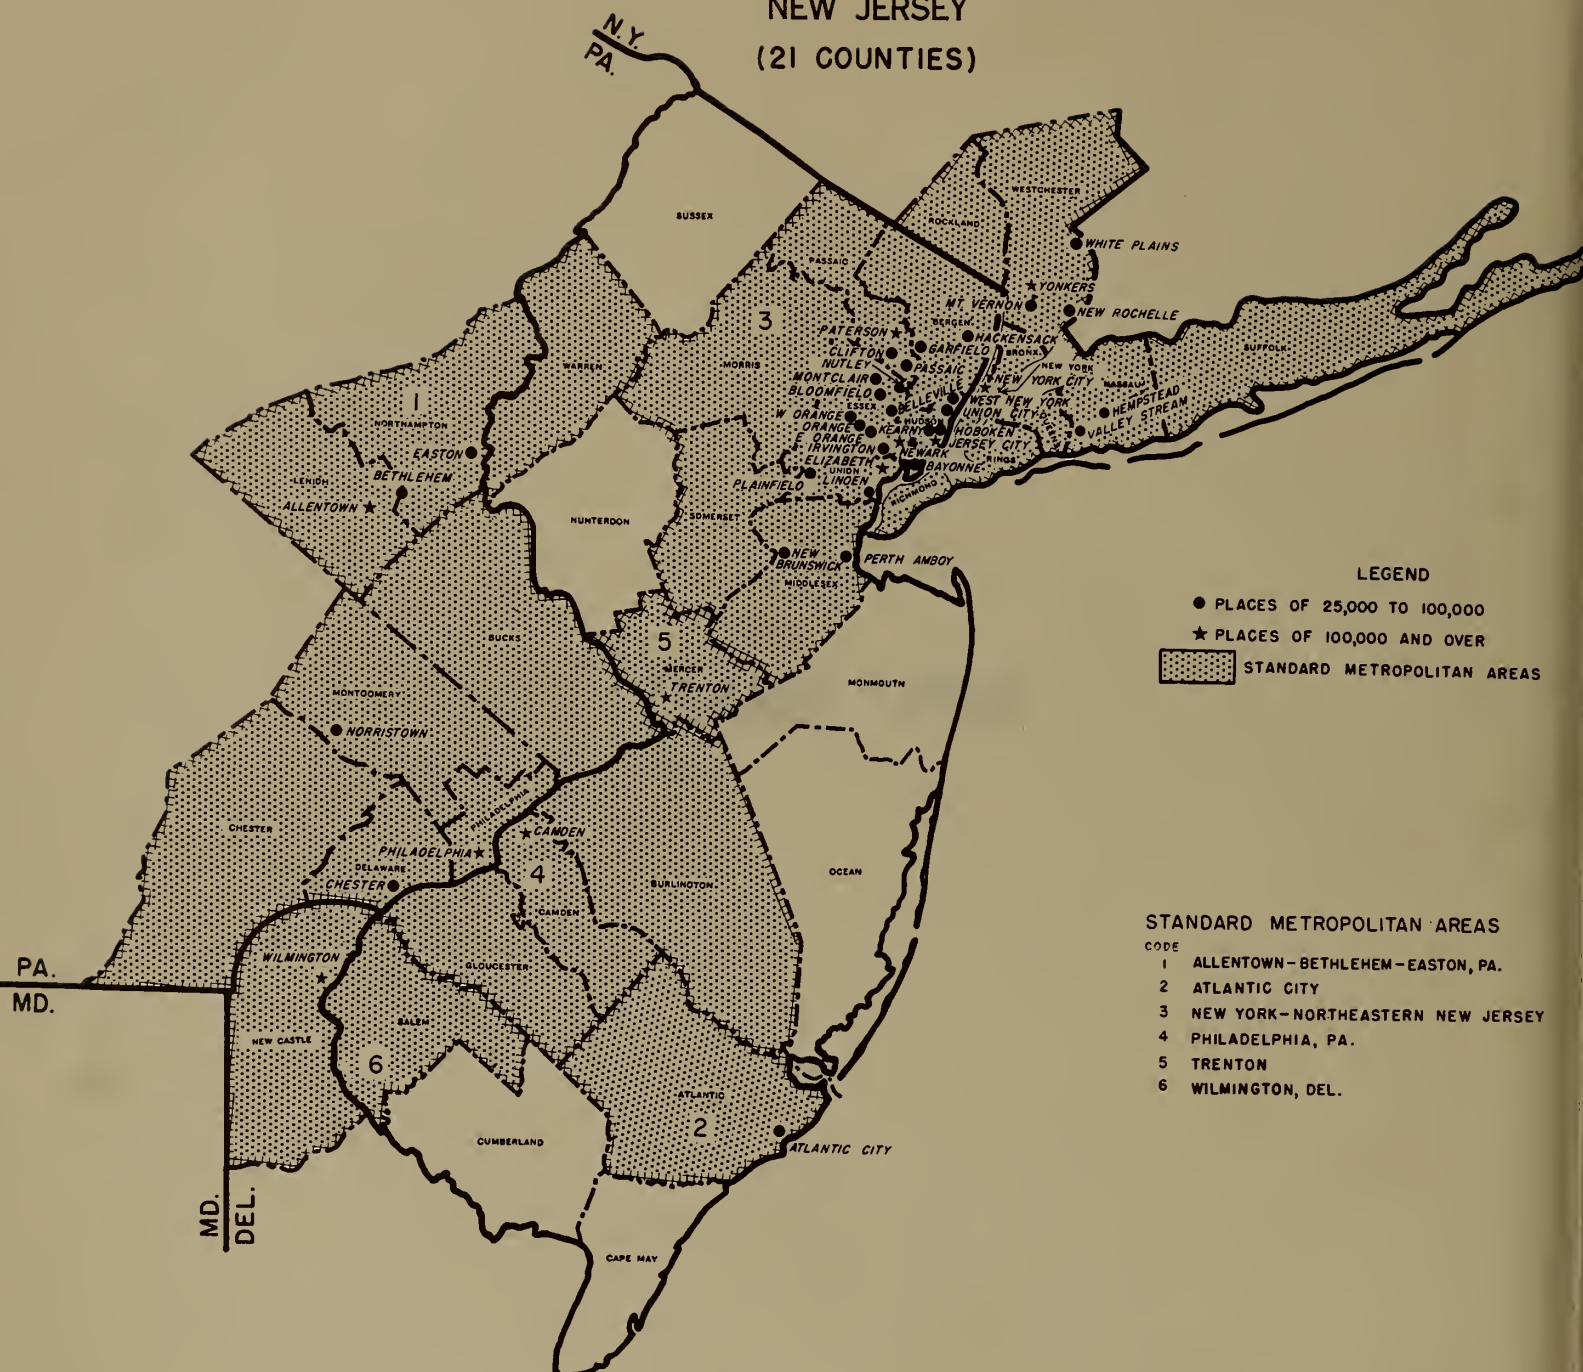 NEW JERSEY
(21 COUNTIES)
N.Y.
PA.
SUSSEX
WESTCHESTER
ROCKLAND
WHITE PLAINS
PASSAIC
YONKERS
MT. VERNON
NEW ROCHELLE
3
BERGEN
PATERSON
HACKENSACK
CLIFTON
GARFIELD
BRONX
SUFFOLK
NUTLEY
PASSAIC
NEW YORK
WARREN
MORRIS
MONTCLAIR
NEW YORK CITY
NASSAU
BLOOMFIELD
BELLEVILLE
WEST NEW YORK
HEMPSTEAD
1
ESSEX
UNION CITY
QUEENS
VALLEY STREAM
W ORANGE
HUDSON
NORTHAMPTON
ORANGE
KEARNY
HOBOKEN
E ORANGE
JERSEY CITY
IRVINGTON
NEWARK
KINGS
EASTON
ELIZABETH
BAYONNE
BETHLEHEM
UNION
LEHIGH
PLAINFIELD
LINDEN
RICHMOND
ALLENTOWN
NUNTERDON
SOMERSET
NEW
BRUNSWICK
PERTH AMBOY
MIDDLESEX
LEGEND
PLACES OF 25,000 TO 100,000
PLACES OF 100,000 AND OVER
STANDARD METROPOLITAN AREAS
BUCKS
5
MERCER
TRENTON
MONMOUTH
MONTGOMERY
NORRISTOWN
PHILADELPHIA
CHESTER
CAMDEN
PHILADELPHIA
DELAWARE
4
OCEAN
CHESTER
BURLINGTON
CAMDEN
WILMINGTON
GLOUCESTER
PA.
MD.
SALEM
NEW CASTLE
6
ATLANTIC
2
CUMBERLAND
ATLANTIC CITY
MD.
DEL.
CAPE MAY
STANDARD METROPOLITAN AREAS
CODE
1 ALLENTOWN-BETHLEHEM-EASTON, PA.
2 ATLANTIC CITY
3 NEW YORK-NORTHEASTERN NEW JERSEY
4 PHILADELPHIA, PA.
5 TRENTON
6 WILMINGTON, DEL.